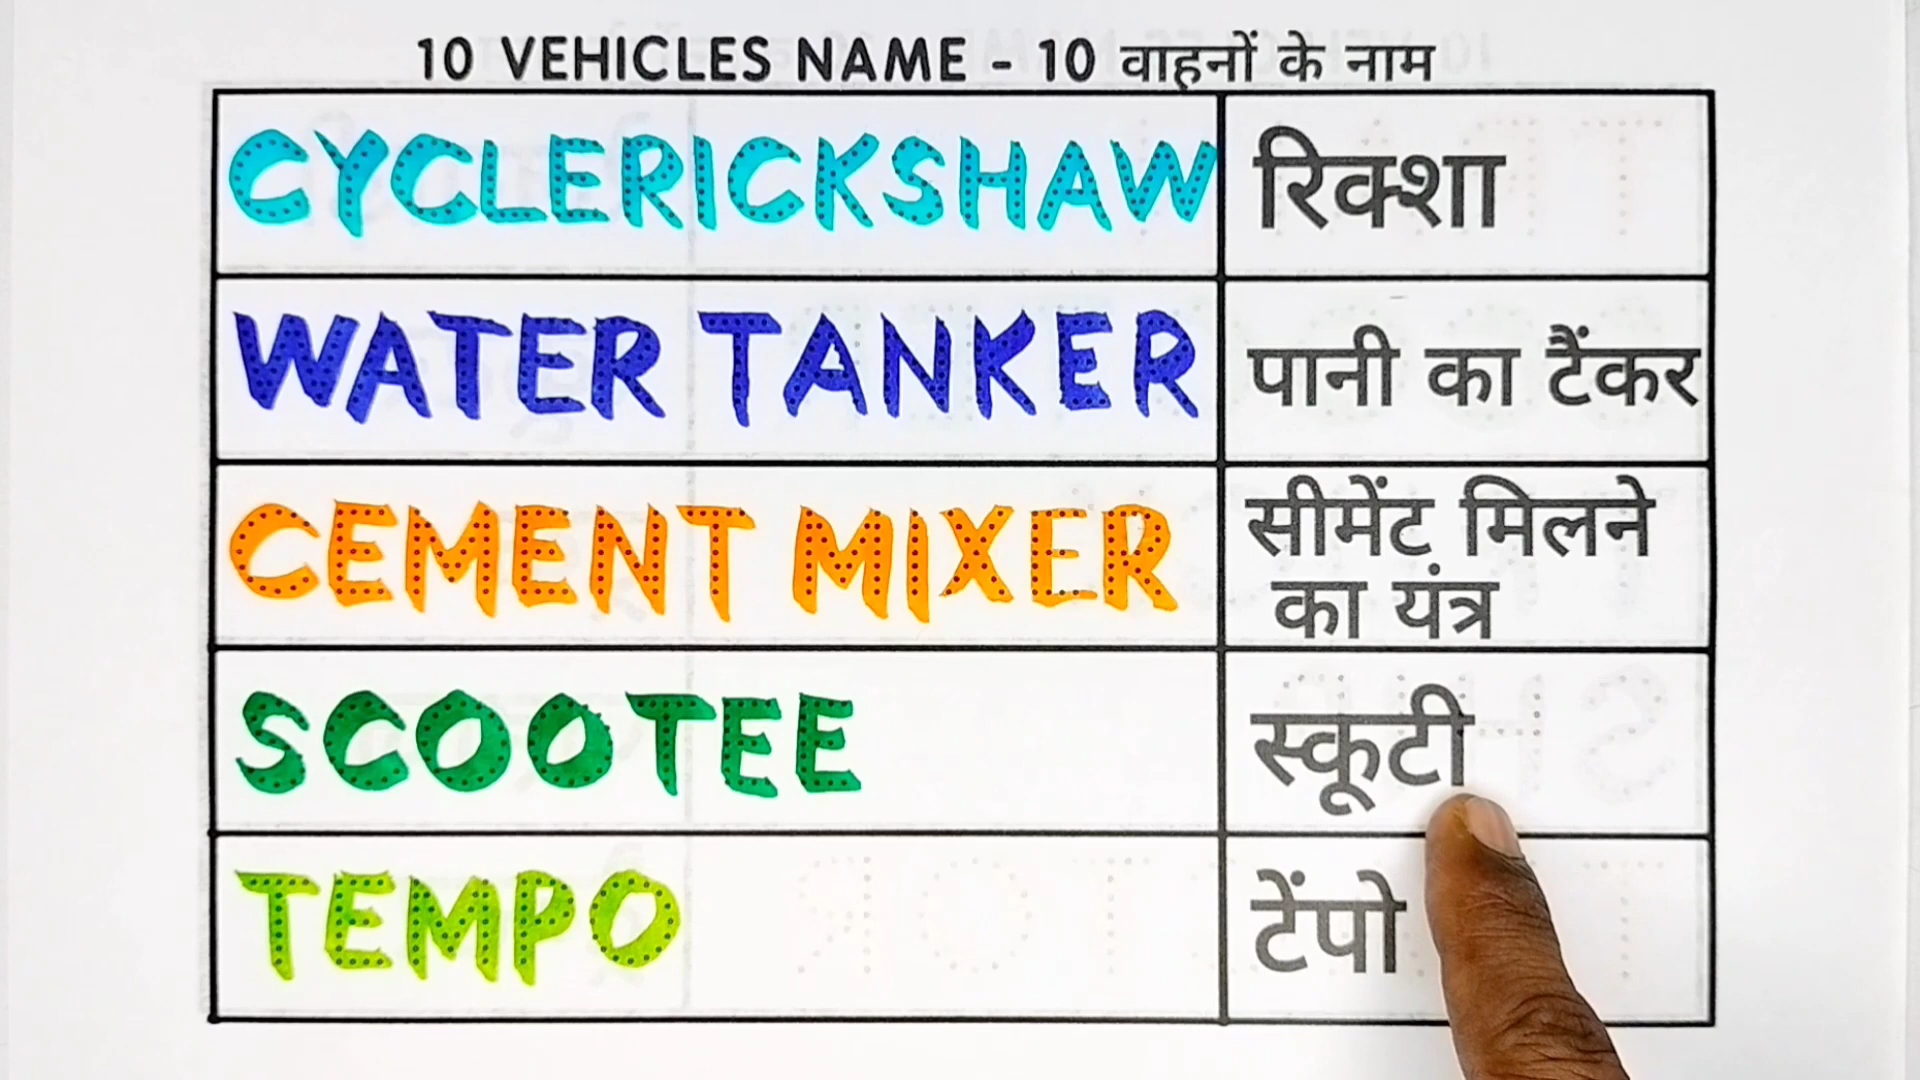 10 VEHICLES NAME - 10 वाहनों के नाम
CYCLERICKSHAW रिक्शा
WATER TANKER पानी का टैंकर
CEMENT MIXER सीमेंट मिलने
का यंत्र
SCOOTEE स्कूटी
TEMPO टेंपो